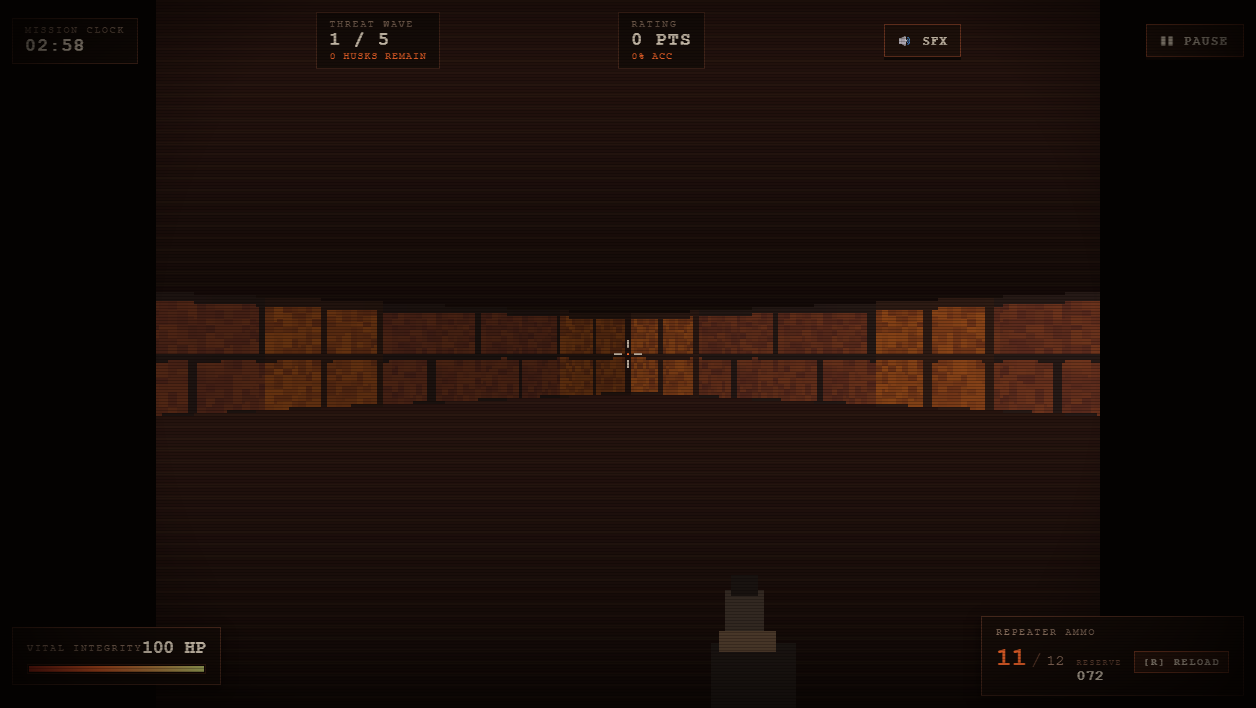 MISSION CLOCK
02:58
THREAT WAVE
1 / 5
0 HUSKS REMAIN
RATING
0 PTS
0% ACC
SFX
PAUSE
VITAL INTEGRITY 100 HP
REPEATER AMMO
11 / 12
RESERVE
072
[R] RELOAD